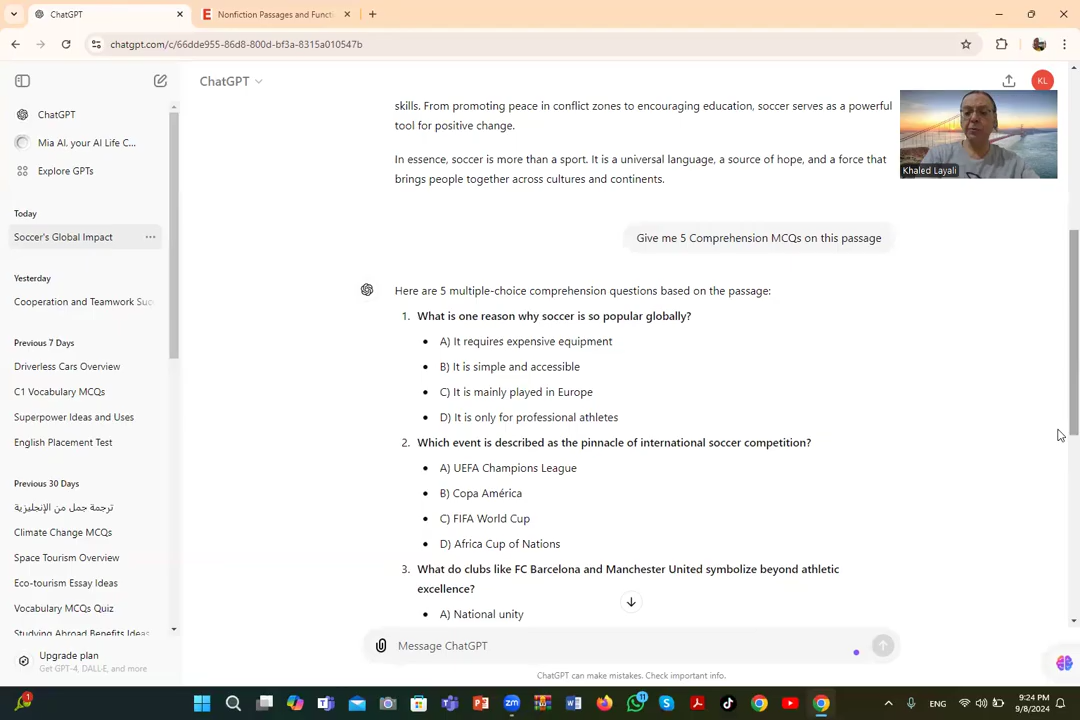 ChatGPT
Nonfiction Passages and Functi
chatgpt.com/c/66dde955-86d8-800d-bf3a-8315a010547b
ChatGPT
KL
ChatGPT
Mia AI, your AI Life C...
Explore GPTs
Today
Soccer's Global Impact
Yesterday
Cooperation and Teamwork Suc
Previous 7 Days
Driverless Cars Overview
C1 Vocabulary MCQs
Superpower Ideas and Uses
English Placement Test
Previous 30 Days
ترجمة جمل من الإنجليزية
Climate Change MCQs
Space Tourism Overview
Eco-tourism Essay Ideas
Vocabulary MCQs Quiz
Studying Abroad Benefits Ideas
Upgrade plan
Get GPT-4, DALL·E, and more
skills. From promoting peace in conflict zones to encouraging education, soccer serves as a powerful
tool for positive change.
In essence, soccer is more than a sport. It is a universal language, a source of hope, and a force that
brings people together across cultures and continents.
Khaled Layali
Give me 5 Comprehension MCQs on this passage
Here are 5 multiple-choice comprehension questions based on the passage:
1. What is one reason why soccer is so popular globally?
• A) It requires expensive equipment
• B) It is simple and accessible
• C) It is mainly played in Europe
• D) It is only for professional athletes
2. Which event is described as the pinnacle of international soccer competition?
• A) UEFA Champions League
• B) Copa América
• C) FIFA World Cup
• D) Africa Cup of Nations
3. What do clubs like FC Barcelona and Manchester United symbolize beyond athletic
excellence?
• A) National unity
Message ChatGPT
ChatGPT can make mistakes. Check important info.
ENG
9:24 PM
9/8/2024